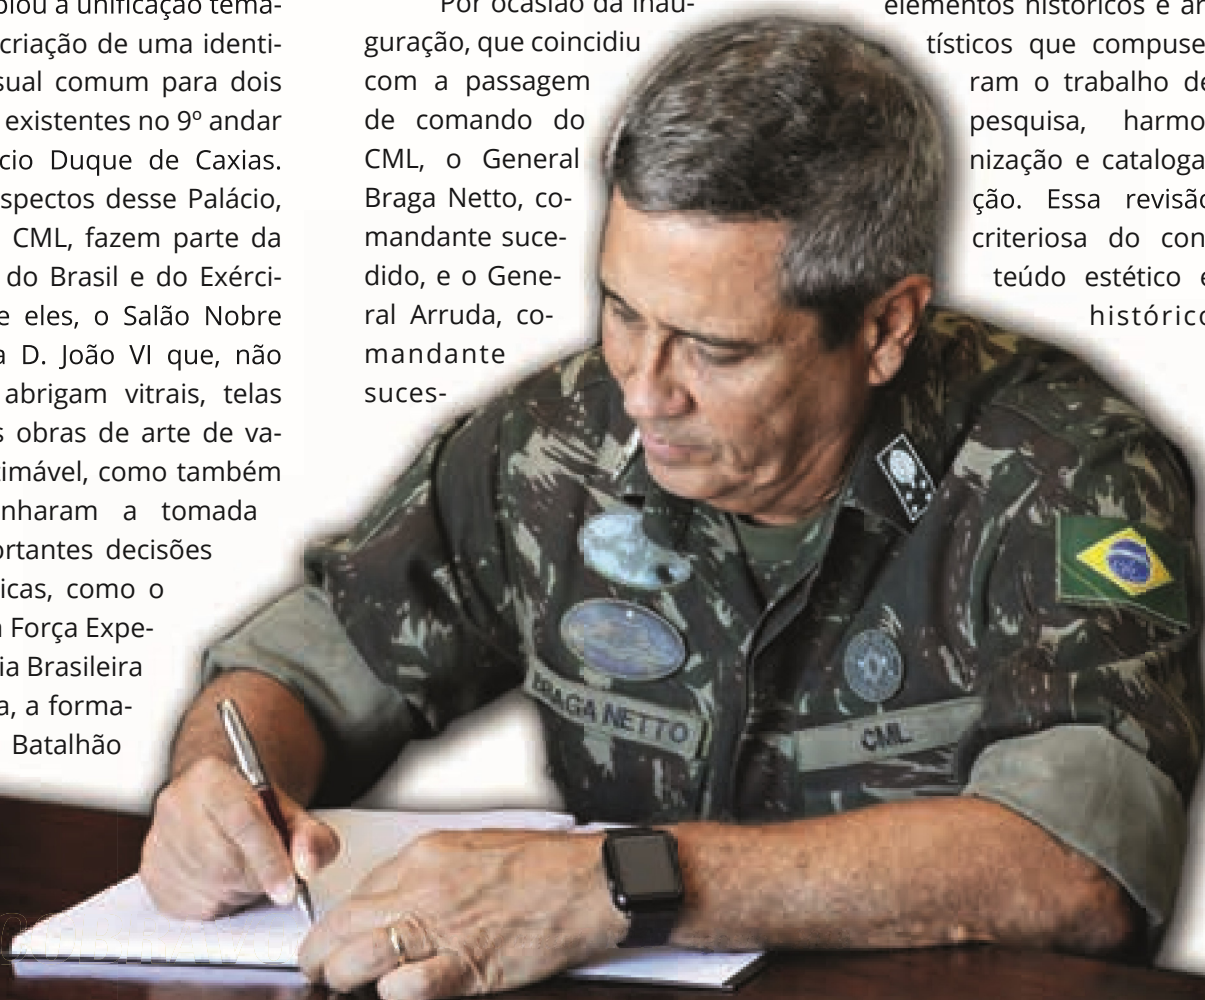 piou a unificação temá-
criação de uma identi-
sual comum para dois
existentes no 9º andar
cio Duque de Caxias.
spectos desse Palácio,
CML, fazem parte da
do Brasil e do Exérci-
e eles, o Salão Nobre
a D. João VI que, não
abrigam vitrais, telas
s obras de arte de va-
timável, como também
nharam a tomada
ortantes decisões
icas, como o
a Força Expe-
ia Brasileira
a, a forma-
Batalhão
Por ocasião da inau-
guração, que coincidiu
com a passagem
de comando do
CML, o General
Braga Netto, co-
mandante suce-
dido, e o Gene-
ral Arruda, co-
mandante
suces-
elementos históricos e ar
tísticos que compuse
ram o trabalho de
pesquisa, harmo
nização e cataloga
ção. Essa revisão
criteriosa do con
teúdo estético e
histórico
BRAGA NETTO
CML